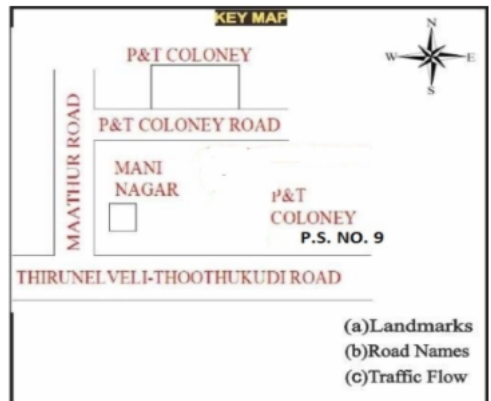 KEY MAP
N
W
E
S
P&T COLONEY
MAATHUR ROAD
P&T COLONEY ROAD
MANI
NAGAR
P&T
COLONEY
P.S. NO. 9
THIRUNELVELI-THOOTHUKUDI ROAD
(a)Landmarks
(b)Road Names
(c)Traffic Flow